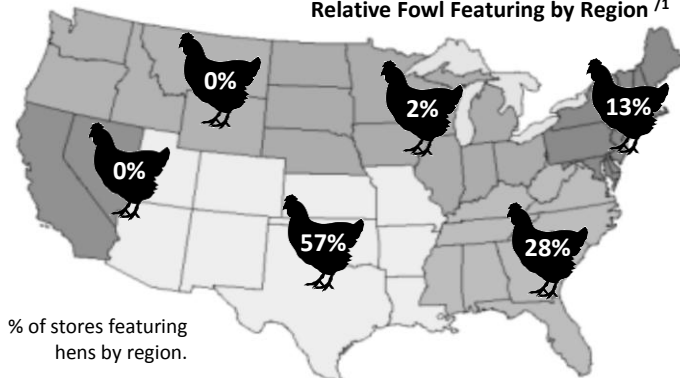 Relative Fowl Featuring by Region /1
0%
2%
13%
0%
57%
28%
% of stores featuring
hens by region.